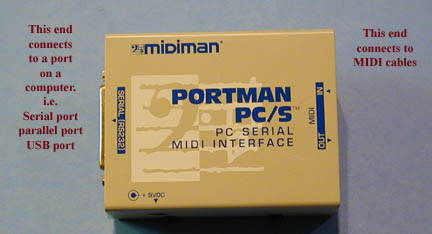 This end
connects
to a port
on a
computer.
i.e.
Serial port
parallel port
USB port
This end
connects to
MIDI cables
midiman®
PORTMAN
PC/S™
PC SERIAL
MIDI INTERFACE
SERIAL (RS232)
MIDI
IN
OUT
+ 9VDC